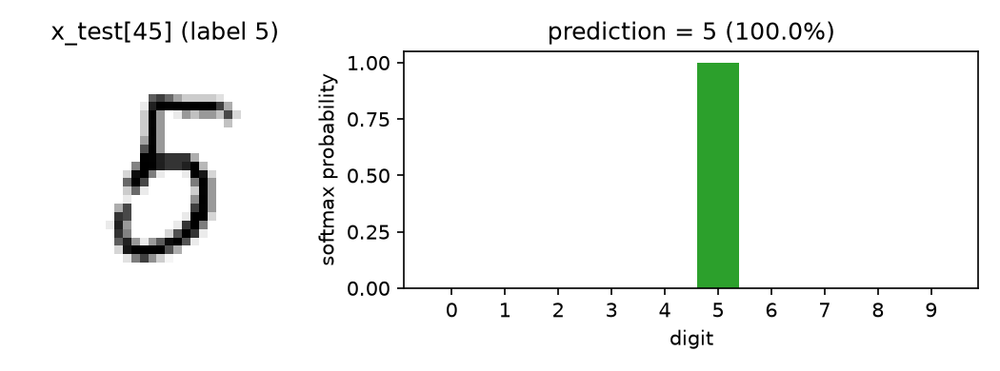 x_test[45] (label 5)
5
prediction = 5 (100.0%)
softmax probability
1.00
0.75
0.50
0.25
0.00
0 1 2 3 4 5 6 7 8 9
digit